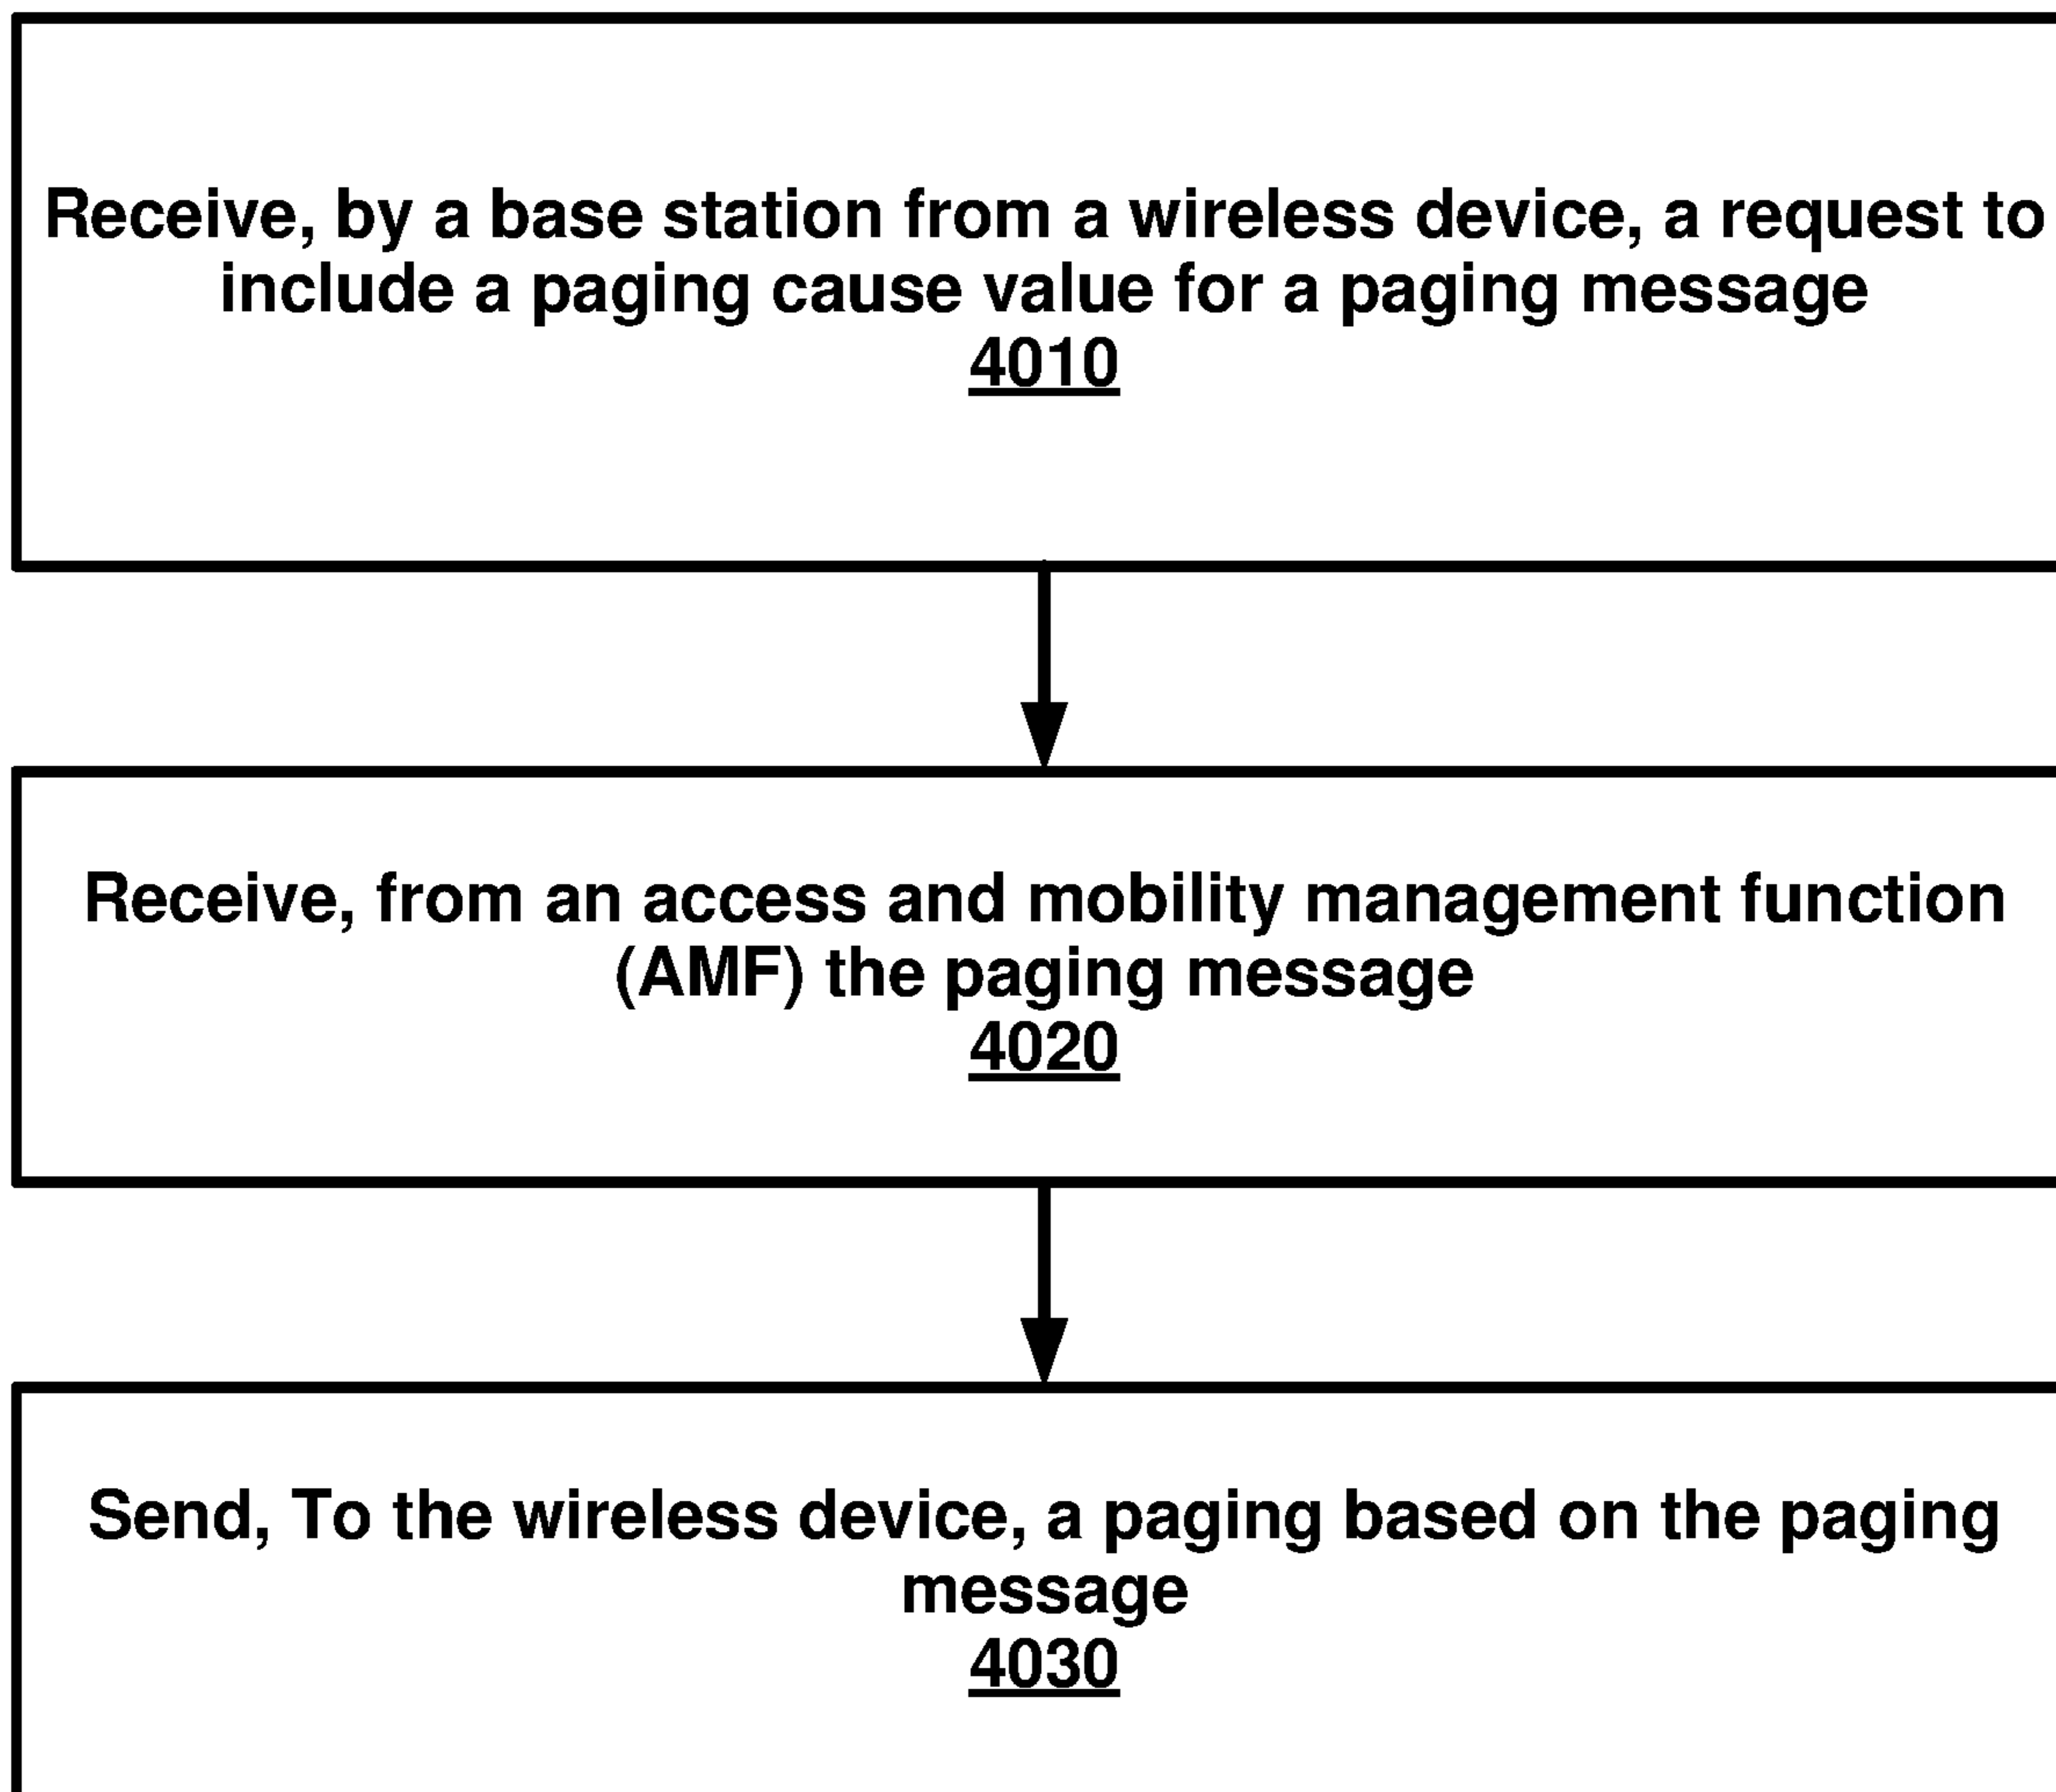 Receive, by a base station from a wireless device, a request to
include a paging cause value for a paging message
4010
Receive, from an access and mobility management function
(AMF) the paging message
4020
Send, To the wireless device, a paging based on the paging
message
4030